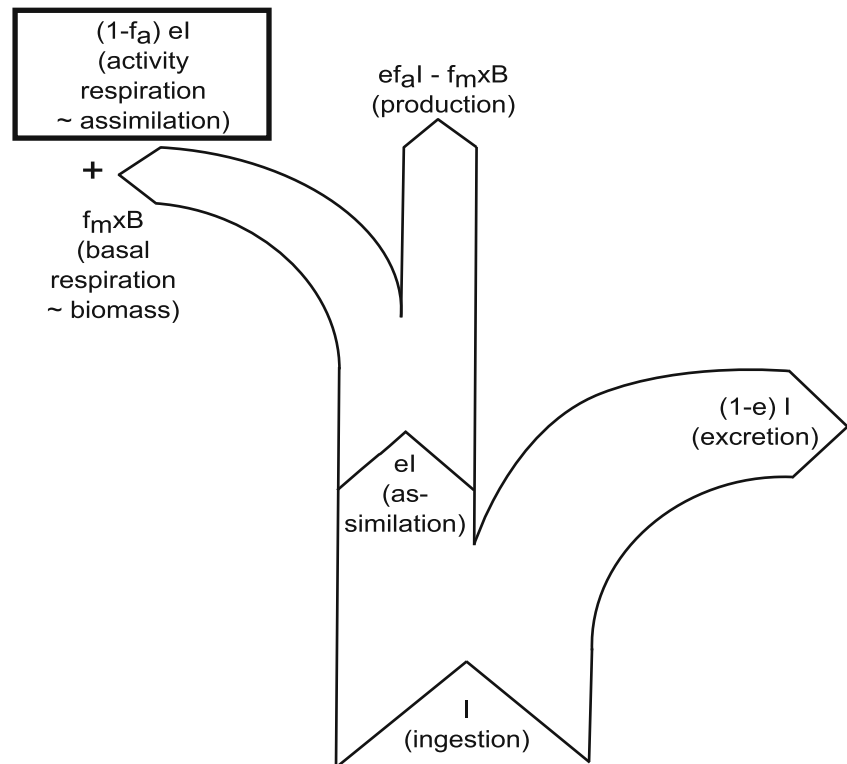 (1-fa) eI
(activity
respiration
~ assimilation)
+
fmxB
(basal
respiration
~ biomass)
efaI - fmxB
(production)
(1-e) I
(excretion)
eI
(as-
similation)
I
(ingestion)